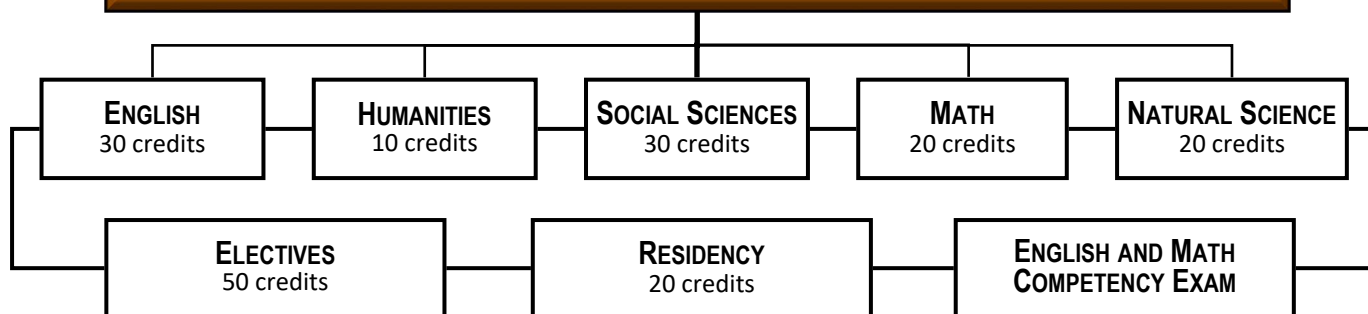 ENGLISH
30 credits
HUMANITIES
10 credits
SOCIAL SCIENCES
30 credits
MATH
20 credits
NATURAL SCIENCE
20 credits
ELECTIVES
50 credits
RESIDENCY
20 credits
ENGLISH AND MATH
COMPETENCY EXAM